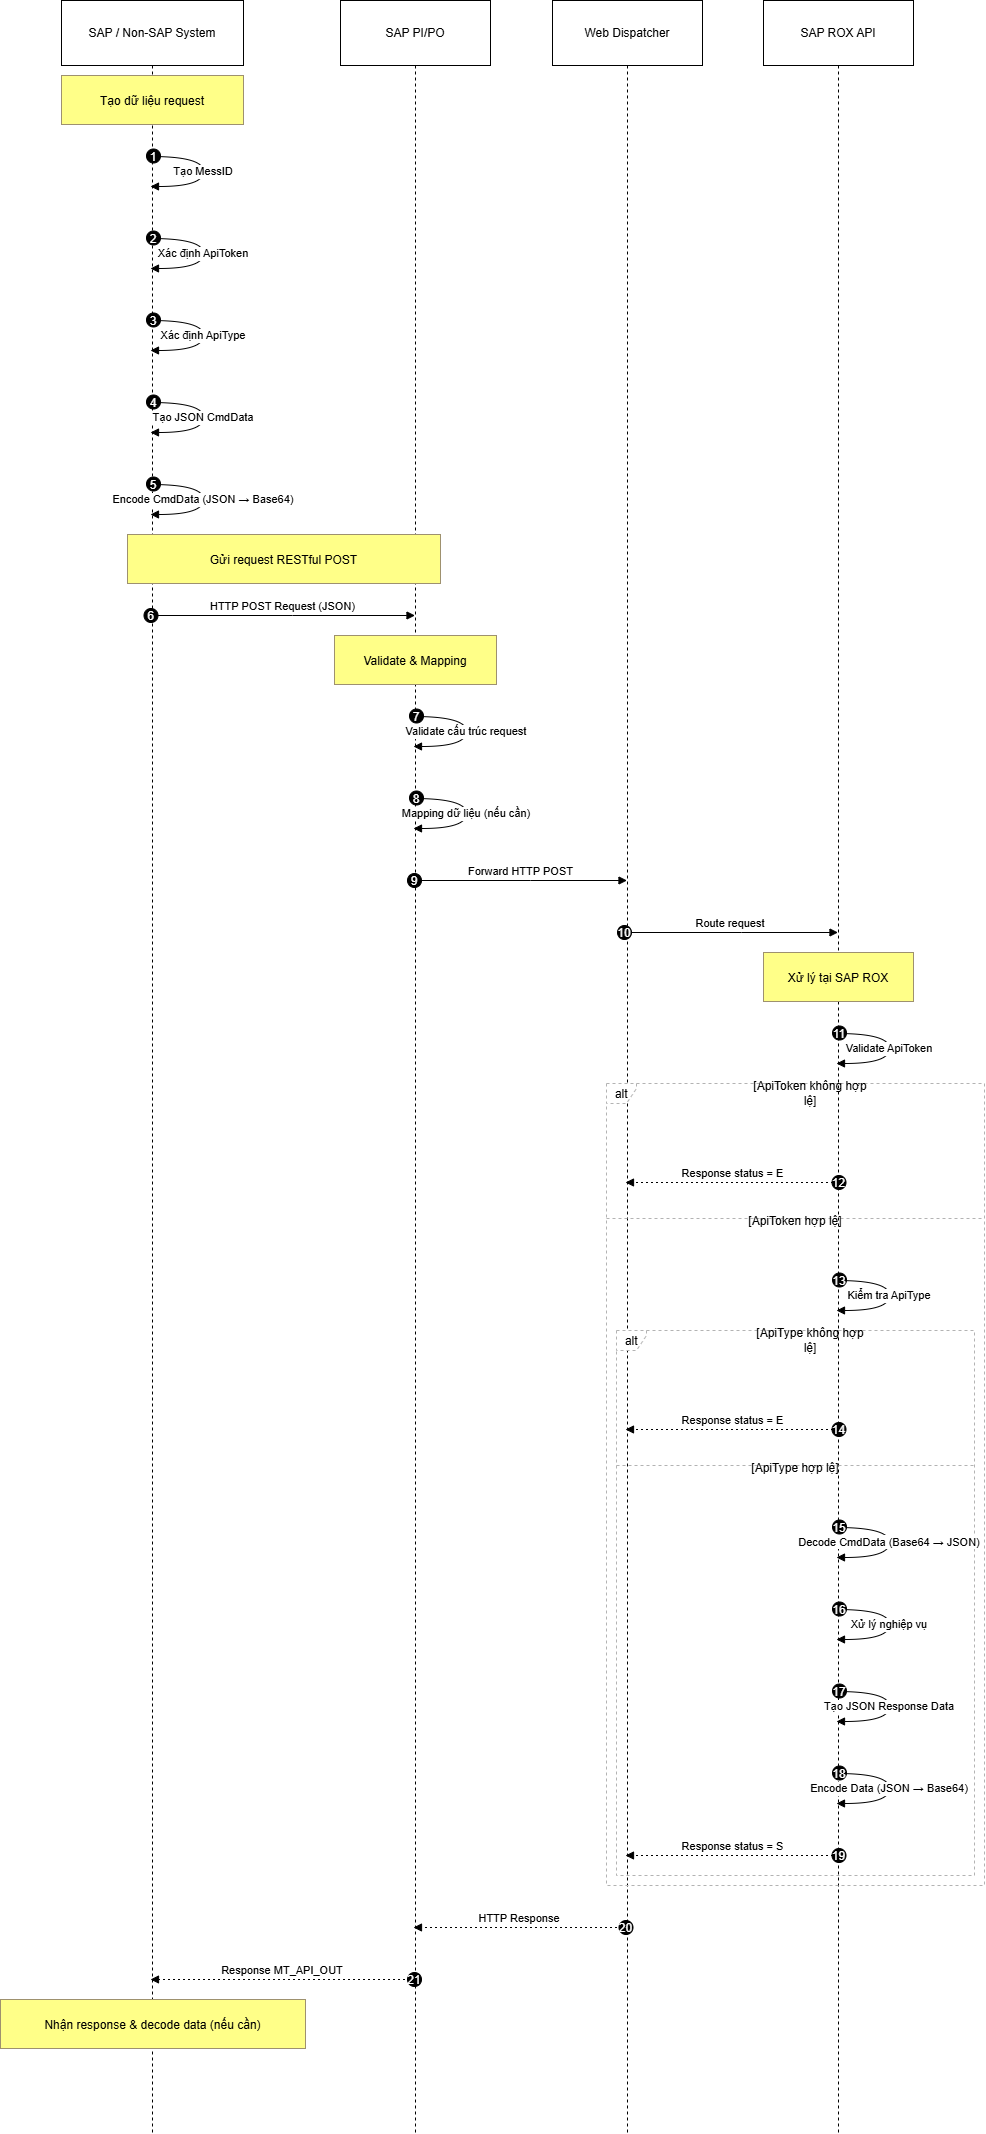 SAP / Non-SAP System
SAP PI/PO
Web Dispatcher
SAP ROX API
Tạo dữ liệu request
1
Tạo MessID
2
Xác định ApiToken
3
Xác định ApiType
4
Tạo JSON CmdData
5
Encode CmdData (JSON → Base64)
Gửi request RESTful POST
6
HTTP POST Request (JSON)
Validate & Mapping
7
Validate cấu trúc request
8
Mapping dữ liệu (nếu cần)
9
Forward HTTP POST
10
Route request
Xử lý tại SAP ROX
11
Validate ApiToken
alt
[ApiToken không hợp
lệ]
Response status = E
12
[ApiToken hợp lệ]
13
Kiểm tra ApiType
alt
[ApiType không hợp
lệ]
Response status = E
14
[ApiType hợp lệ]
15
Decode CmdData (Base64 → JSON)
16
Xử lý nghiệp vụ
17
Tạo JSON Response Data
18
Encode Data (JSON → Base64)
Response status = S
19
HTTP Response
20
Response MT_API_OUT
21
Nhận response & decode data (nếu cần)